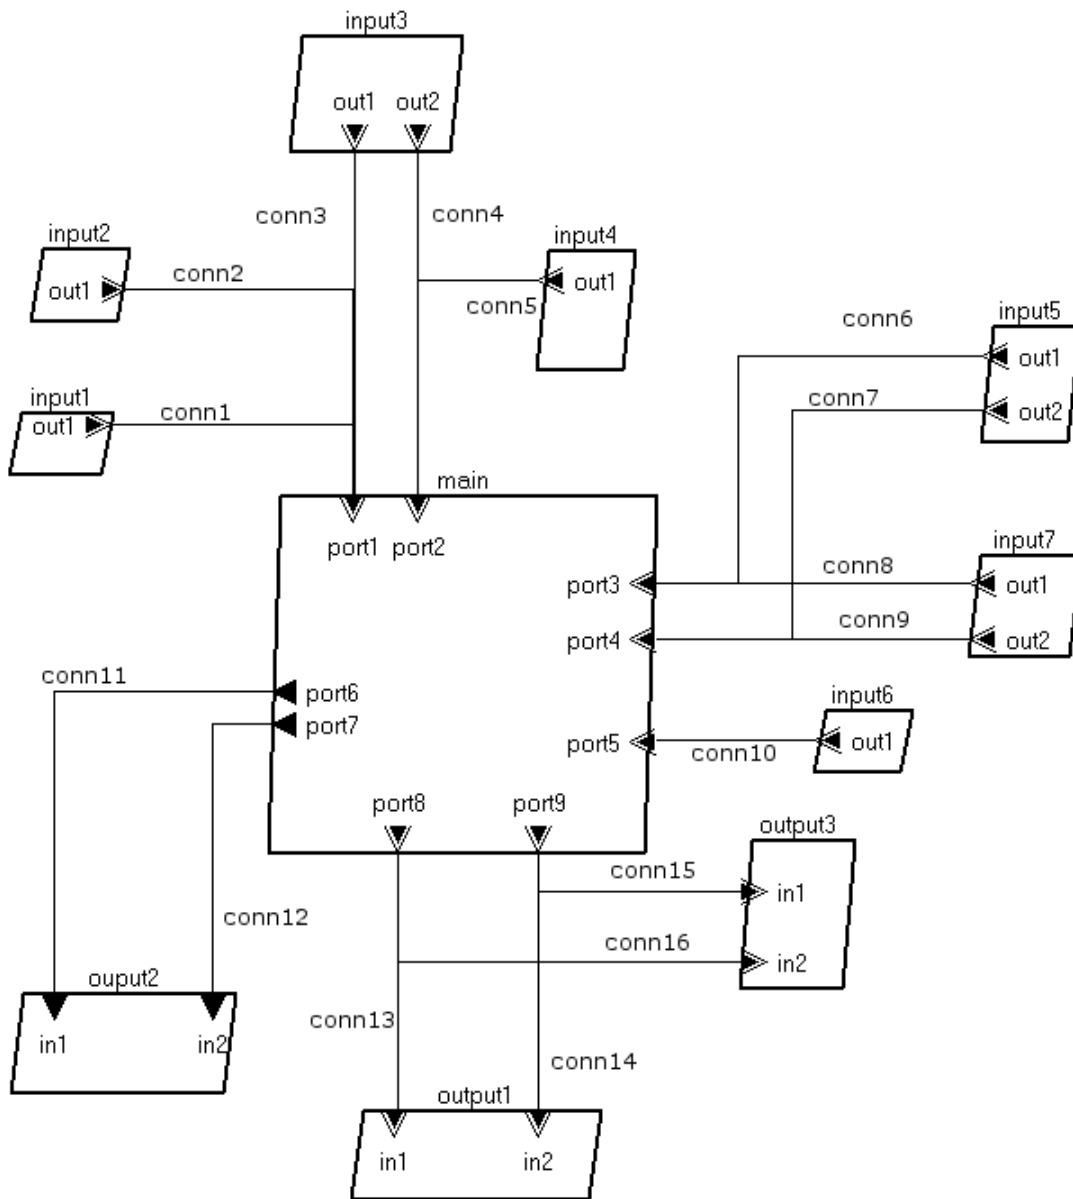 input3
out1 out2
conn3 conn4
input2
input4
conn2
out1
out1
conn5
conn6
input5
out1
input1
conn1
conn7
out1
out2
main
port1 port2
input7
conn8
port3
out1
conn9
port4
out2
conn11
port6
input6
port7
port5
out1
conn10
port8
port9
output3
conn15
in1
conn12
conn16
in2
ouput2
conn13
in1
in2
conn14
output1
in1
in2